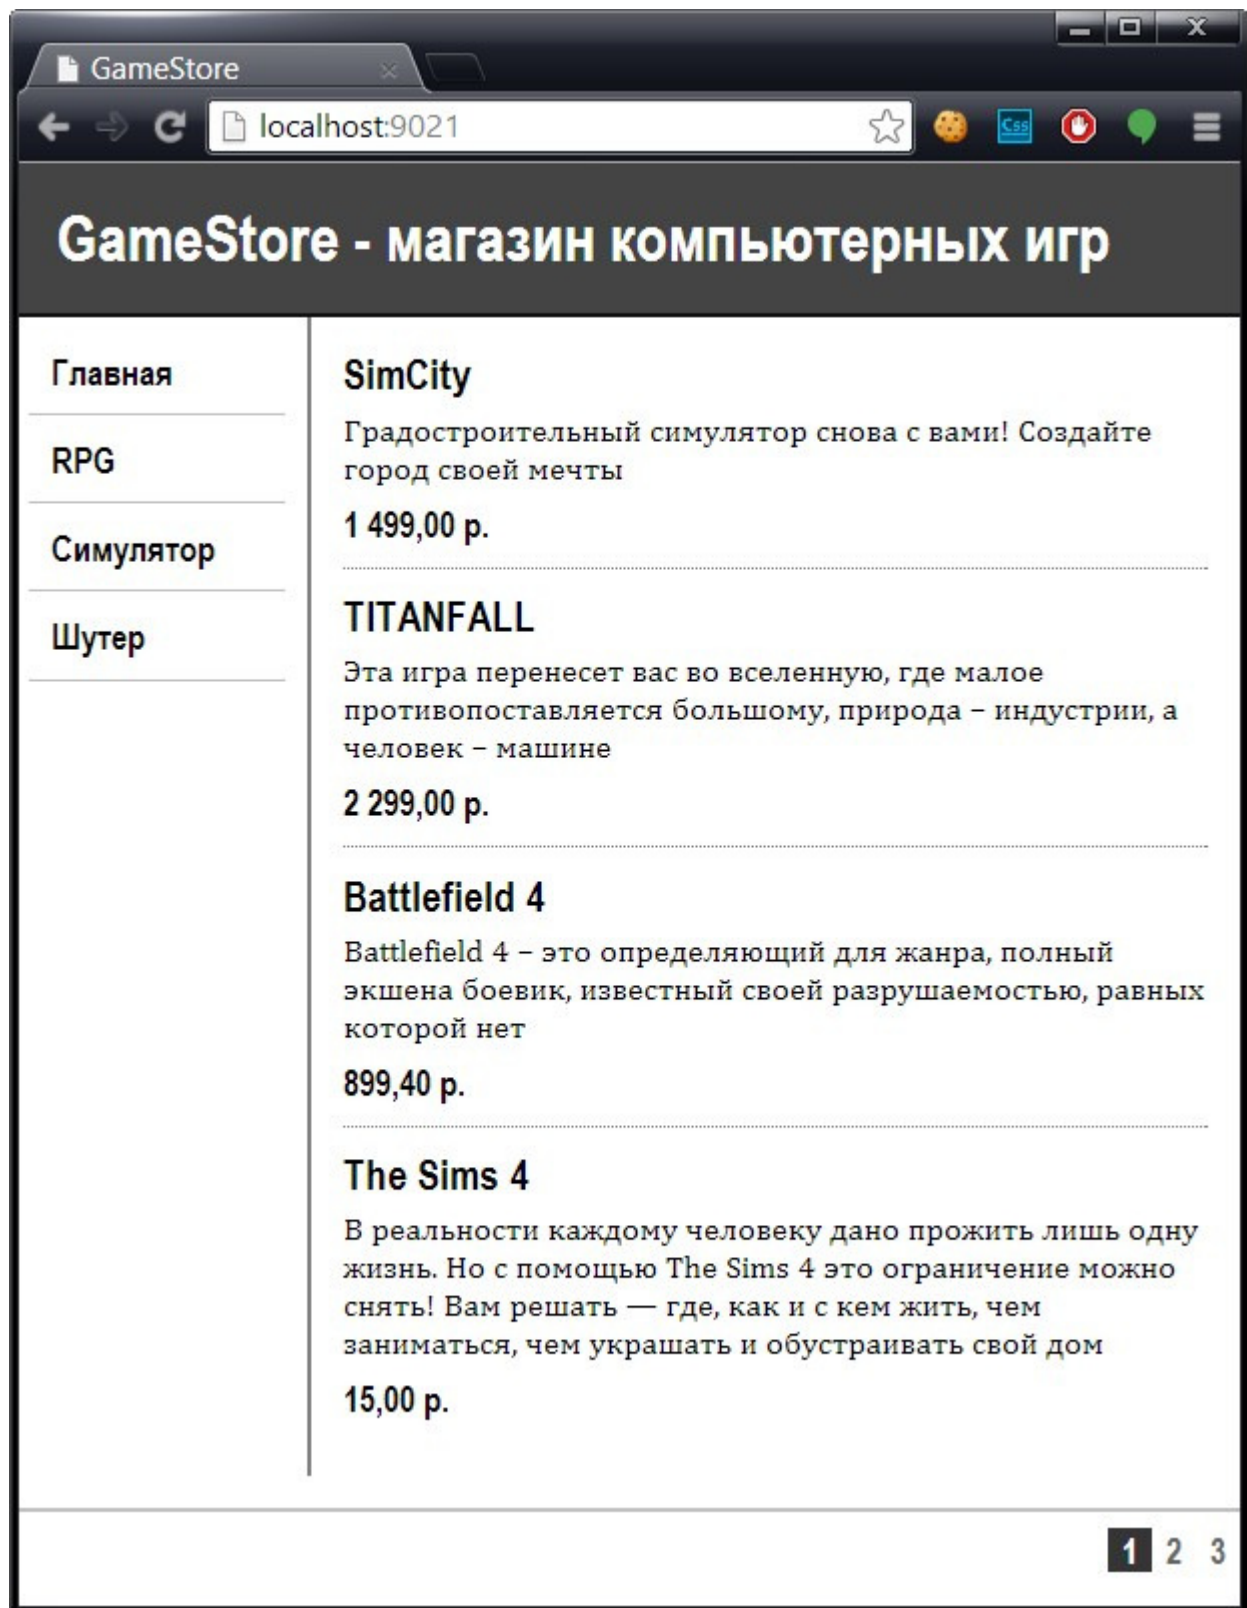 GameStore
localhost:9021
Css
GameStore - магазин компьютерных игр
Главная
RPG
Симулятор
Шутер
SimCity
Градостроительный симулятор снова с вами! Создайте
город своей мечты
1 499,00 р.
TITANFALL
Эта игра перенесет вас во вселенную, где малое
противопоставляется большому, природа – индустрии, а
человек – машине
2 299,00 р.
Battlefield 4
Battlefield 4 – это определяющий для жанра, полный
экшена боевик, известный своей разрушаемостью, равных
которой нет
899,40 р.
The Sims 4
В реальности каждому человеку дано прожить лишь одну
жизнь. Но с помощью The Sims 4 это ограничение можно
снять! Вам решать — где, как и с кем жить, чем
заниматься, чем украшать и обустраивать свой дом
15,00 р.
1 2 3